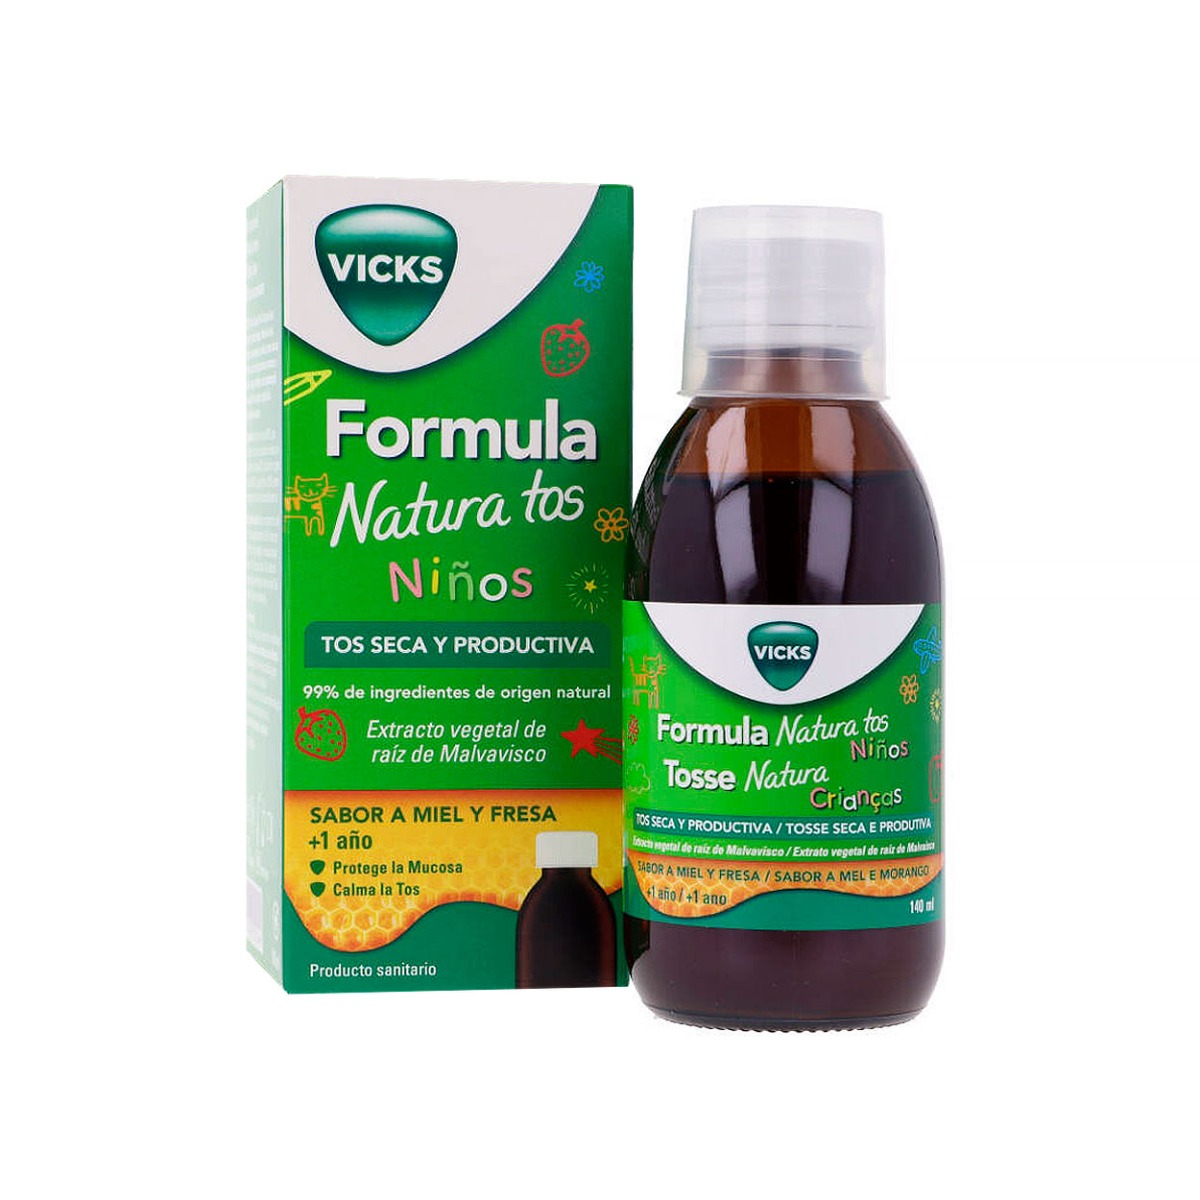 VICKS
Formula
Natura tos
Niños
TOS SECA Y PRODUCTIVA
99% de ingredientes de origen natural
Extracto vegetal de
raíz de Malvavisco
SABOR A MIEL Y FRESA
+1 año
Protege la Mucosa
Calma la Tos
Producto sanitario
VICKS
Formula Natura tos
Niños
Tosse Natura
Crianças
TOS SECA Y PRODUCTIVA / TOSSE SECA E PRODUTIVA
Extracto vegetal de raíz de Malvavisco / Extrato vegetal de raiz de Malvaisco
SABOR A MIEL Y FRESA / SABOR A MEL E MORANGO
+1 año / +1 ano
140 ml